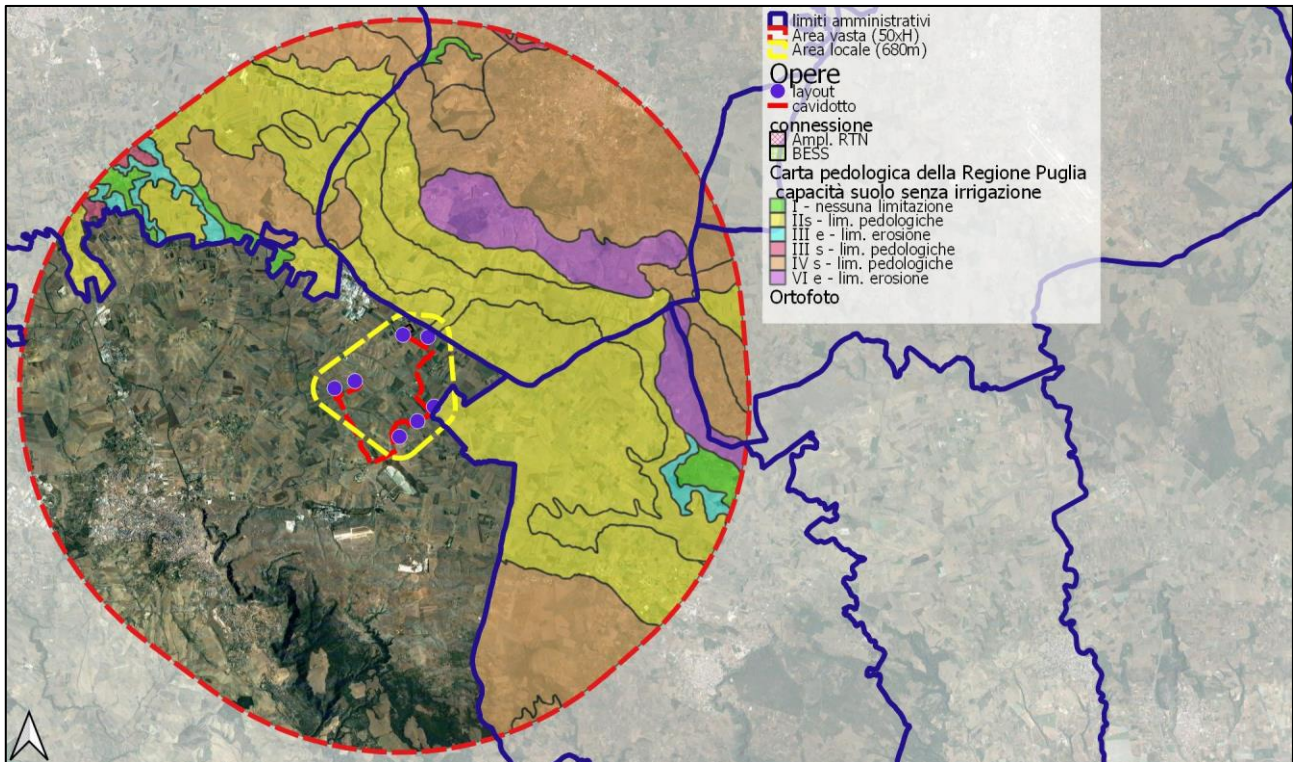 limiti amministrativi
Area vasta (50xH)
Area locale (680m)
Opere
layout
cavidotto
connessione
Ampl. RTN
BESS
Carta pedologica della Regione Puglia
capacità suolo senza irrigazione
I - nessuna limitazione
IIs - lim. pedologiche
III e - lim. erosione
III s - lim. pedologiche
IV s - lim. pedologiche
VI e - lim. erosione
Ortofoto